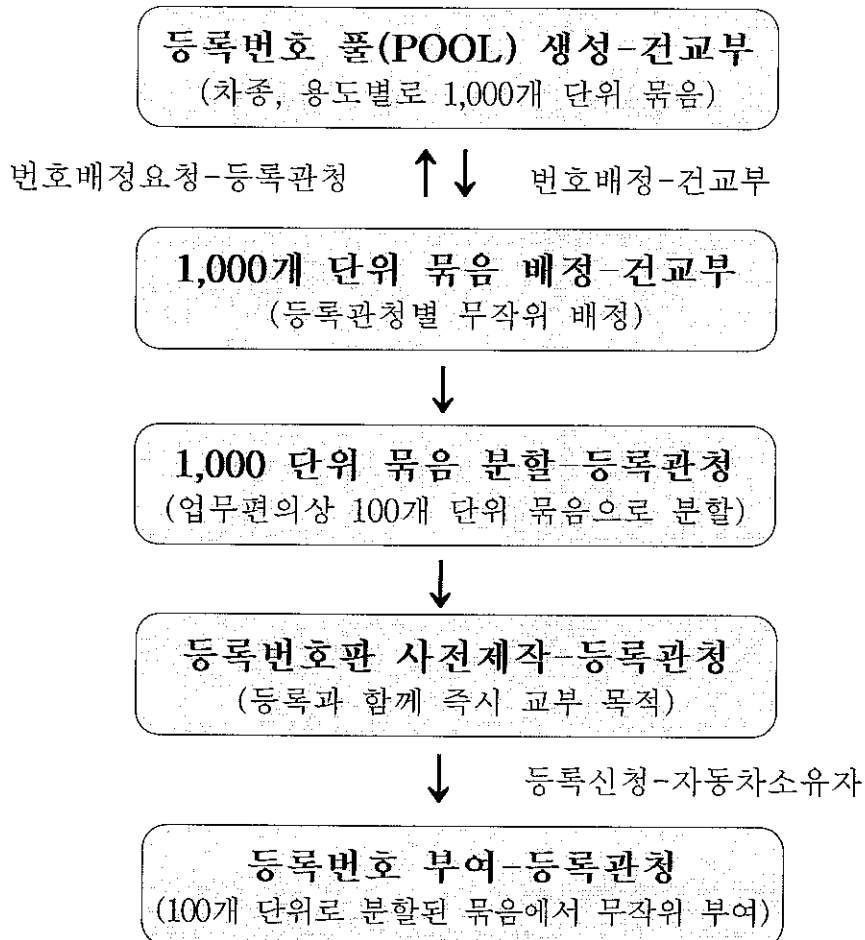 등록번호 풀(POOL) 생성-건교부
(차종, 용도별로 1,000개 단위 묶음)
번호배정요청-등록관청 ↑↓ 번호배정-건교부
1,000개 단위 묶음 배정-건교부
(등록관청별 무작위 배정)
↓
1,000 단위 묶음 분할-등록관청
(업무편의상 100개 단위 묶음으로 분할)
↓
등록번호판 사전제작-등록관청
(등록과 함께 즉시 교부 목적)
↓ 등록신청-자동차소유자
등록번호 부여-등록관청
(100개 단위로 분할된 묶음에서 무작위 부여)